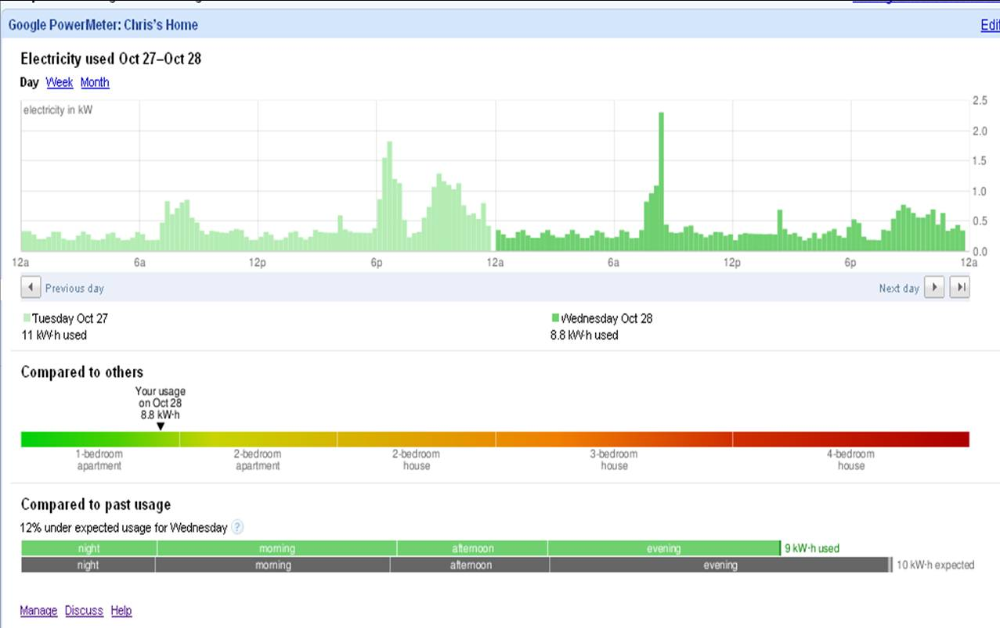 Google PowerMeter: Chris's Home
Edit
Electricity used Oct 27–Oct 28
Day Week Month
electricity in kW
2.5
2.0
1.5
1.0
0.5
0.0
12a 6a 12p 6p 12a 6a 12p 6p 12a
Previous day Next day
Tuesday Oct 27 Wednesday Oct 28
11 kW·h used 8.8 kW·h used
Compared to others
Your usage
on Oct 28
8.8 kW·h
1-bedroom 2-bedroom 2-bedroom 3-bedroom 4-bedroom
apartment apartment house house house
Compared to past usage
12% under expected usage for Wednesday ?
night morning afternoon evening 9 kW·h used
night morning afternoon evening 10 kW·h expected
Manage Discuss Help